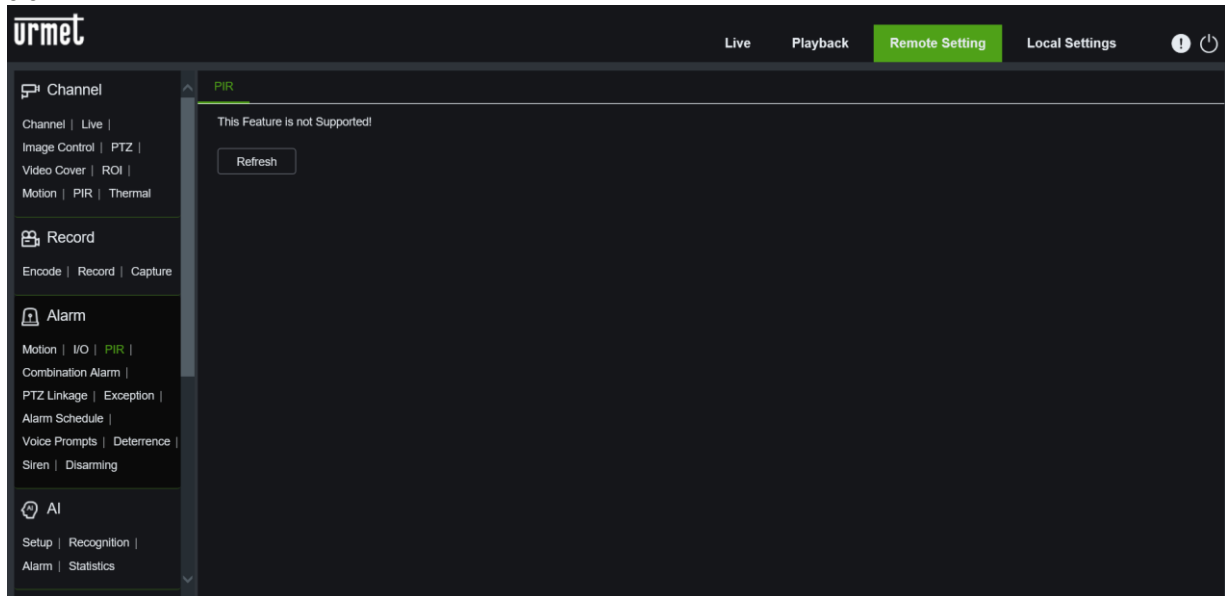 urmet
Live Playback Remote Setting Local Settings
Channel
Channel | Live |
Image Control | PTZ |
Video Cover | ROI |
Motion | PIR | Thermal
Record
Encode | Record | Capture
Alarm
Motion | I/O | PIR |
Combination Alarm |
PTZ Linkage | Exception |
Alarm Schedule |
Voice Prompts | Deterrence |
Siren | Disarming
AI
Setup | Recognition |
Alarm | Statistics
PIR
This Feature is not Supported!
Refresh